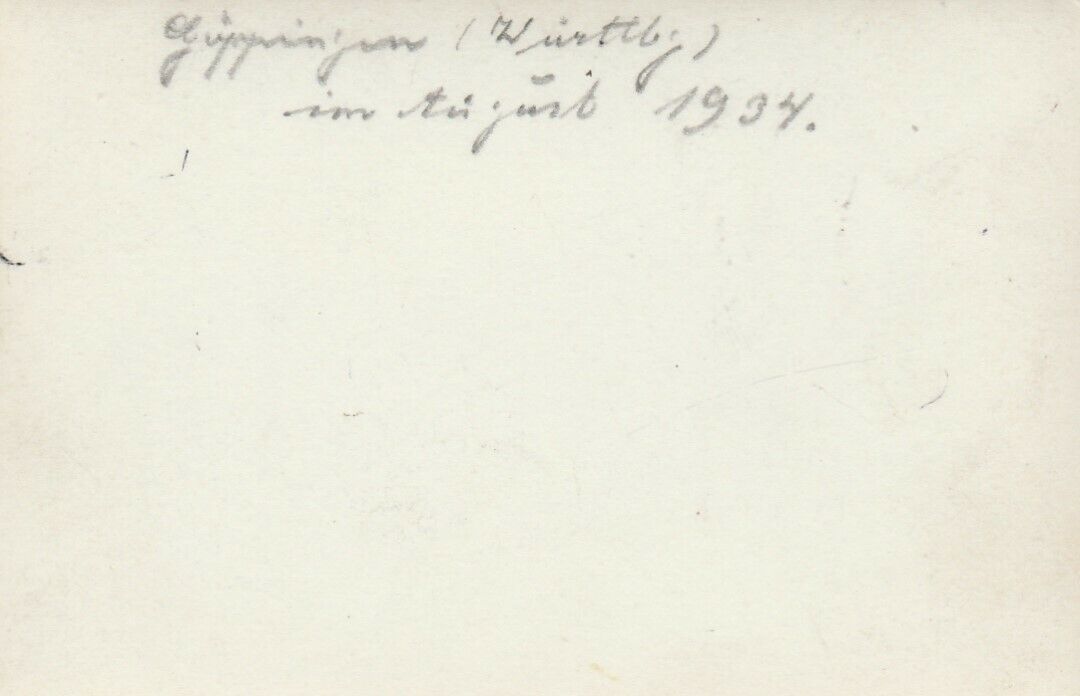 Göppingen (Württbg)
im August 1934.